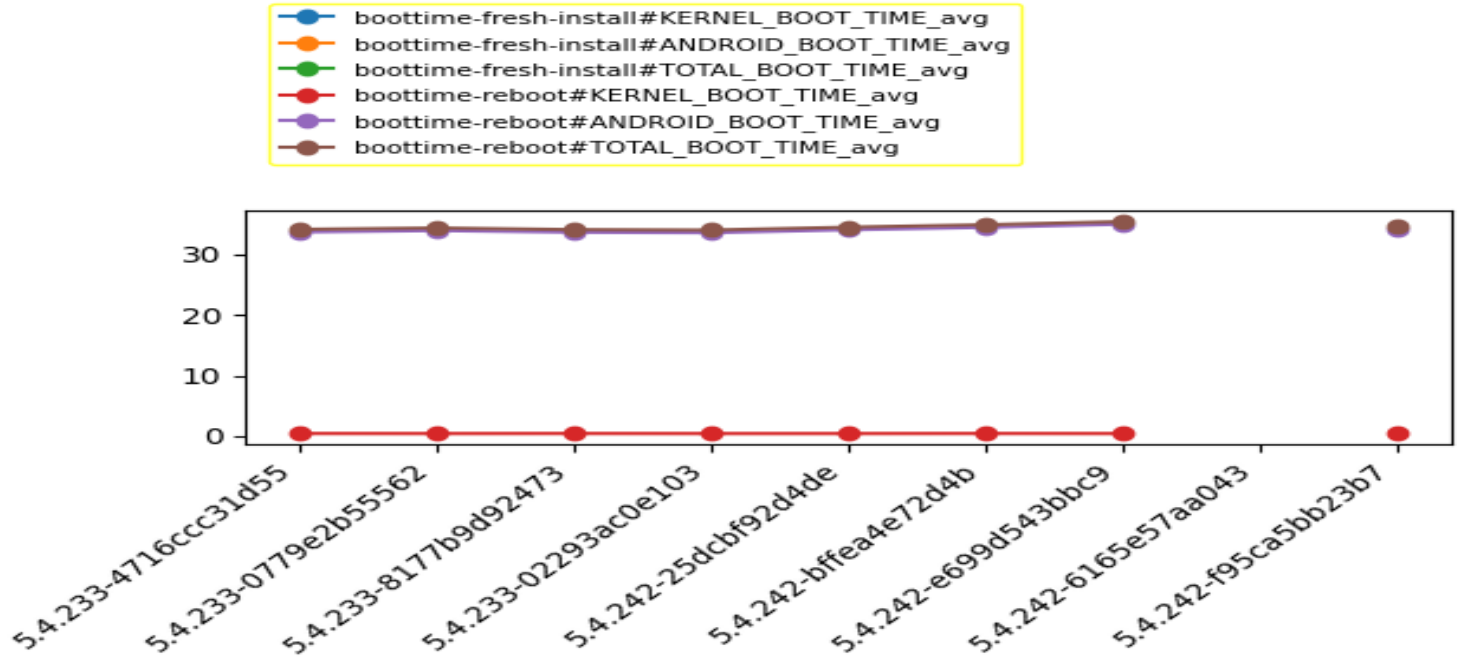 boottime-fresh-install#KERNEL_BOOT_TIME_avg
boottime-fresh-install#ANDROID_BOOT_TIME_avg
boottime-fresh-install#TOTAL_BOOT_TIME_avg
boottime-reboot#KERNEL_BOOT_TIME_avg
boottime-reboot#ANDROID_BOOT_TIME_avg
boottime-reboot#TOTAL_BOOT_TIME_avg
30
20
10
0
5.4.233-4716ccc31d55
5.4.233-0779e2b55562
5.4.233-8177b9d92473
5.4.233-02293ac0e103
5.4.242-25dcbf92d4de
5.4.242-bffea4e72d4b
5.4.242-e699d543bbc9
5.4.242-6165e57aa043
5.4.242-f95ca5bb23b7